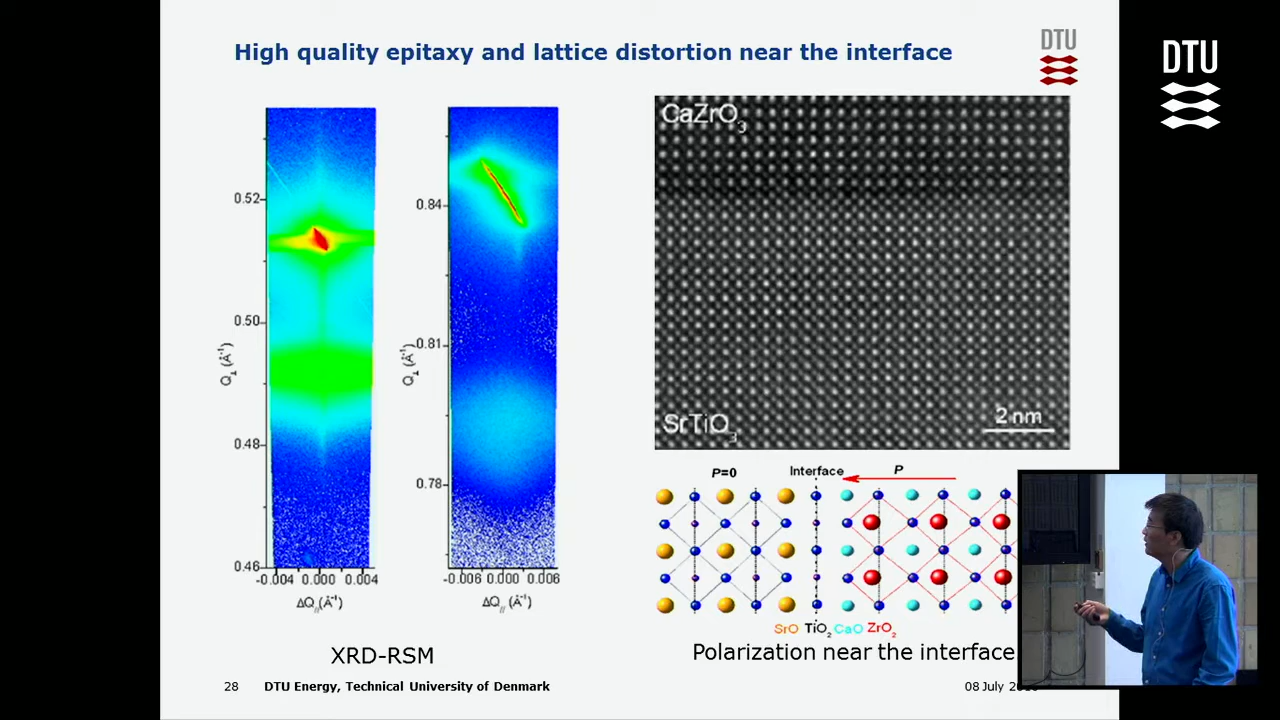 High quality epitaxy and lattice distortion near the interface
DTU
DTU
0.52
0.50
0.48
0.46
Q⊥ (Å⁻¹)
-0.004 0.000 0.004
ΔQ// (Å⁻¹)
0.84
0.81
0.78
Q⊥ (Å⁻¹)
-0.006 0.000 0.006
ΔQ// (Å⁻¹)
CaZrO₃
SrTiO₃
2 nm
P=0
Interface
P
SrO TiO₂ CaO ZrO₂
XRD-RSM
Polarization near the interface
28 DTU Energy, Technical University of Denmark
08 July